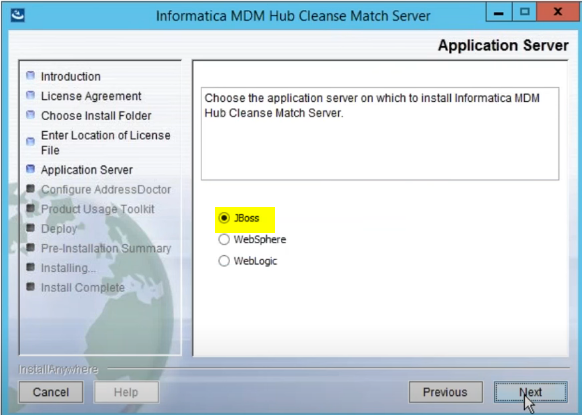 Informatica MDM Hub Cleanse Match Server
Application Server
Introduction
License Agreement
Choose Install Folder
Enter Location of License
File
Application Server
Configure AddressDoctor
Product Usage Toolkit
Deploy
Pre-Installation Summary
Installing...
Install Complete
Choose the application server on which to install Informatica MDM
Hub Cleanse Match Server.
JBoss
WebSphere
WebLogic
InstallAnywhere
Cancel
Help
Previous
Next